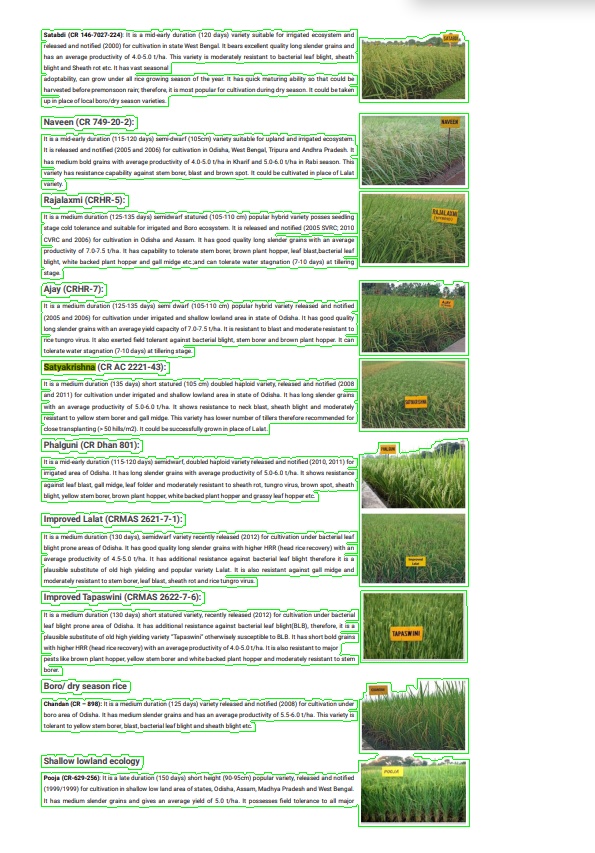 Satabdi (CR 146-7027-224): It is a mid-early duration (120 days) variety suitable for irrigated ecosystem and
released and notified (2000) for cultivation in state West Bengal. It bears excellent quality long slender grains and
has an average productivity of 4.0-5.0 t/ha. This variety is moderately resistant to bacterial leaf blight, sheath
blight and Sheath rot etc. It has vast seasonal
adoptability, can grow under all rice growing season of the year. It has quick maturing ability so that could be
harvested before premonsoon rain; therefore, it is most popular for cultivation during dry season. It could be taken
up in place of local boro/dry season varieties.
SATABDI
Naveen (CR 749-20-2):
It is a mid-early duration (115-120 days) semidwarf (105cm) variety suitable for upland and irrigated ecosystem.
It is released and notified (2005 and 2006) for cultivation in Odisha, West Bengal, Tripura and Andhra Pradesh. It
has medium bold grains with average productivity of 4.0-5.0 t/ha in Kharif and 5.0-6.0 t/ha in Rabi season. This
variety has resistance capability against stem borer, blast and brown spot. It could be cultivated in place of Lalat
variety.
NAVEEN
Rajalaxmi (CRHR-5):
It is a medium duration (125-135 days) semidwarf statured (105-110 cm) popular hybrid variety posses seedling
stage cold tolerance and suitable for irrigated and Boro ecosystem. It is released and notified (2005 SVRC; 2010
CVRC and 2006) for cultivation in Odisha and Assam. It has good quality long slender grains with an average
productivity of 7.0-7.5 t/ha. It has capability to tolerate stem borer, brown plant hopper, leaf blast,bacterial leaf
blight, white backed plant hopper and gall midge etc.and can tolerate water stagnation (7-10 days) at tillering
stage.
RAJALAXMI
Ajay (CRHR-7):
It is a medium duration (125-135 days) semi dwarf (105-110 cm) popular hybrid variety released and notified
(2005 and 2006) for cultivation under irrigated and shallow lowland area in state of Odisha. It has good quality
long slender grains with an average yield capacity of 7.0-7.5 t/ha. It is resistant to blast and moderate resistant to
rice tungro virus. It also exerted field tolerant against bacterial blight, stem borer and brown plant hopper. It can
tolerate water stagnation (7-10 days) at tillering stage.
AJAY
Satyakrishna (CR AC 2221-43):
It is a medium duration (135 days) short statured (105 cm) doubled haploid variety, released and notified (2008
and 2011) for cultivation under irrigated and shallow lowland area in state of Odisha. It has long slender grains
with an average productivity of 5.0-6.0 t/ha. It shows resistance to neck blast, sheath blight and moderately
resistant to yellow stem borer and gall midge. This variety has lower number of tillers therefore recommended for
close transplanting (> 50 hills/m2). It could be successfully grown in place of Lalat.
SATYAKRISHNA
Phalguni (CR Dhan 801):
It is a mid-early duration (115-120 days) semidwarf, doubled haploid variety released and notified (2010, 2011) for
irrigated area of Odisha. It has long slender grains with average productivity of 5.0-6.0 t/ha. It shows resistance
against leaf blast, gall midge, leaf folder and moderately resistant to sheath rot, tungro virus, brown spot, sheath
blight, yellow stem borer, brown plant hopper, white backed plant hopper and grassy leaf hopper etc.
Improved Lalat (CRMAS 2621-7-1):
It is a medium duration (130), semidwarf variety recently released (2012) for cultivation under bacterial leaf
blight prone areas of Odisha. It has good quality long slender grains with higher HRR (head rice recovery) with an
average productivity of 4.5-5.0 t/ha. It has additional resistance against bacterial leaf blight therefore it is a
plausible substitute of old high yielding and popular variety Lalat. It is also resistant against gall midge and
moderately resistant to stem borer, leaf blast, sheath rot and rice tungro virus.
Improved
Lalat
Improved Tapaswini (CRMAS 2622-7-6):
It is a medium duration (130 days) short statured variety, recently released (2012) for cultivation under bacterial
leaf blight prone area of Odisha. It has additional resistance against bacterial leaf blight(BLB), therefore, it is a
plausible substitute of old high yielding variety "Tapaswini" otherwisely susceptible to BLB. It has short bold grains
with higher HRR (head rice recovery) with an average productivity of 4.0-5.0 t/ha. It is also resistant to major
pests like brown plant hopper, yellow stem borer and white backed plant hopper and moderately resistant to stem
borer.
TAPASWINI
Boro/ dry season rice
Chandan (CR – 898): It is a medium duration (125 days) variety released and notified (2008) for cultivation under
boro area of Odisha. It has medium slender grains and has an average productivity of 5.5-6.0 t/ha. This variety is
tolerant to yellow stem borer, blast, bacterial leaf blight and sheath blight etc.
Shallow lowland ecology
Pooja (CR-629-256): It is a late duration (150 days) short height (90-95cm) popular variety, released and notified
(1999/1999) for cultivation in shallow low land area of states, Odisha, Assam, Madhya Pradesh and West Bengal.
It has medium slender grains and gives an average yield of 5.0 t/ha. It possesses field tolerance to all major
POOJA